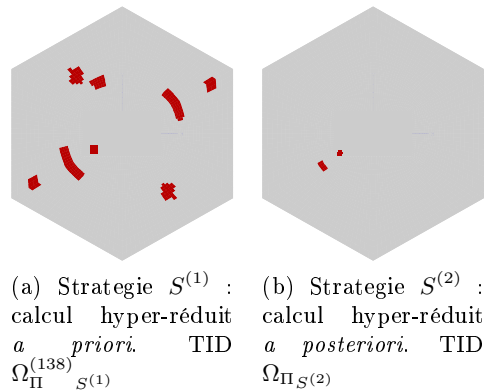 (a) Strategie S^(1) :
calcul hyper-réduit
a priori. TID
Ω_Π^(138)_S^(1)
(b) Strategie S^(2) :
calcul hyper-réduit
a posteriori. TID
Ω_Π_S^(2)